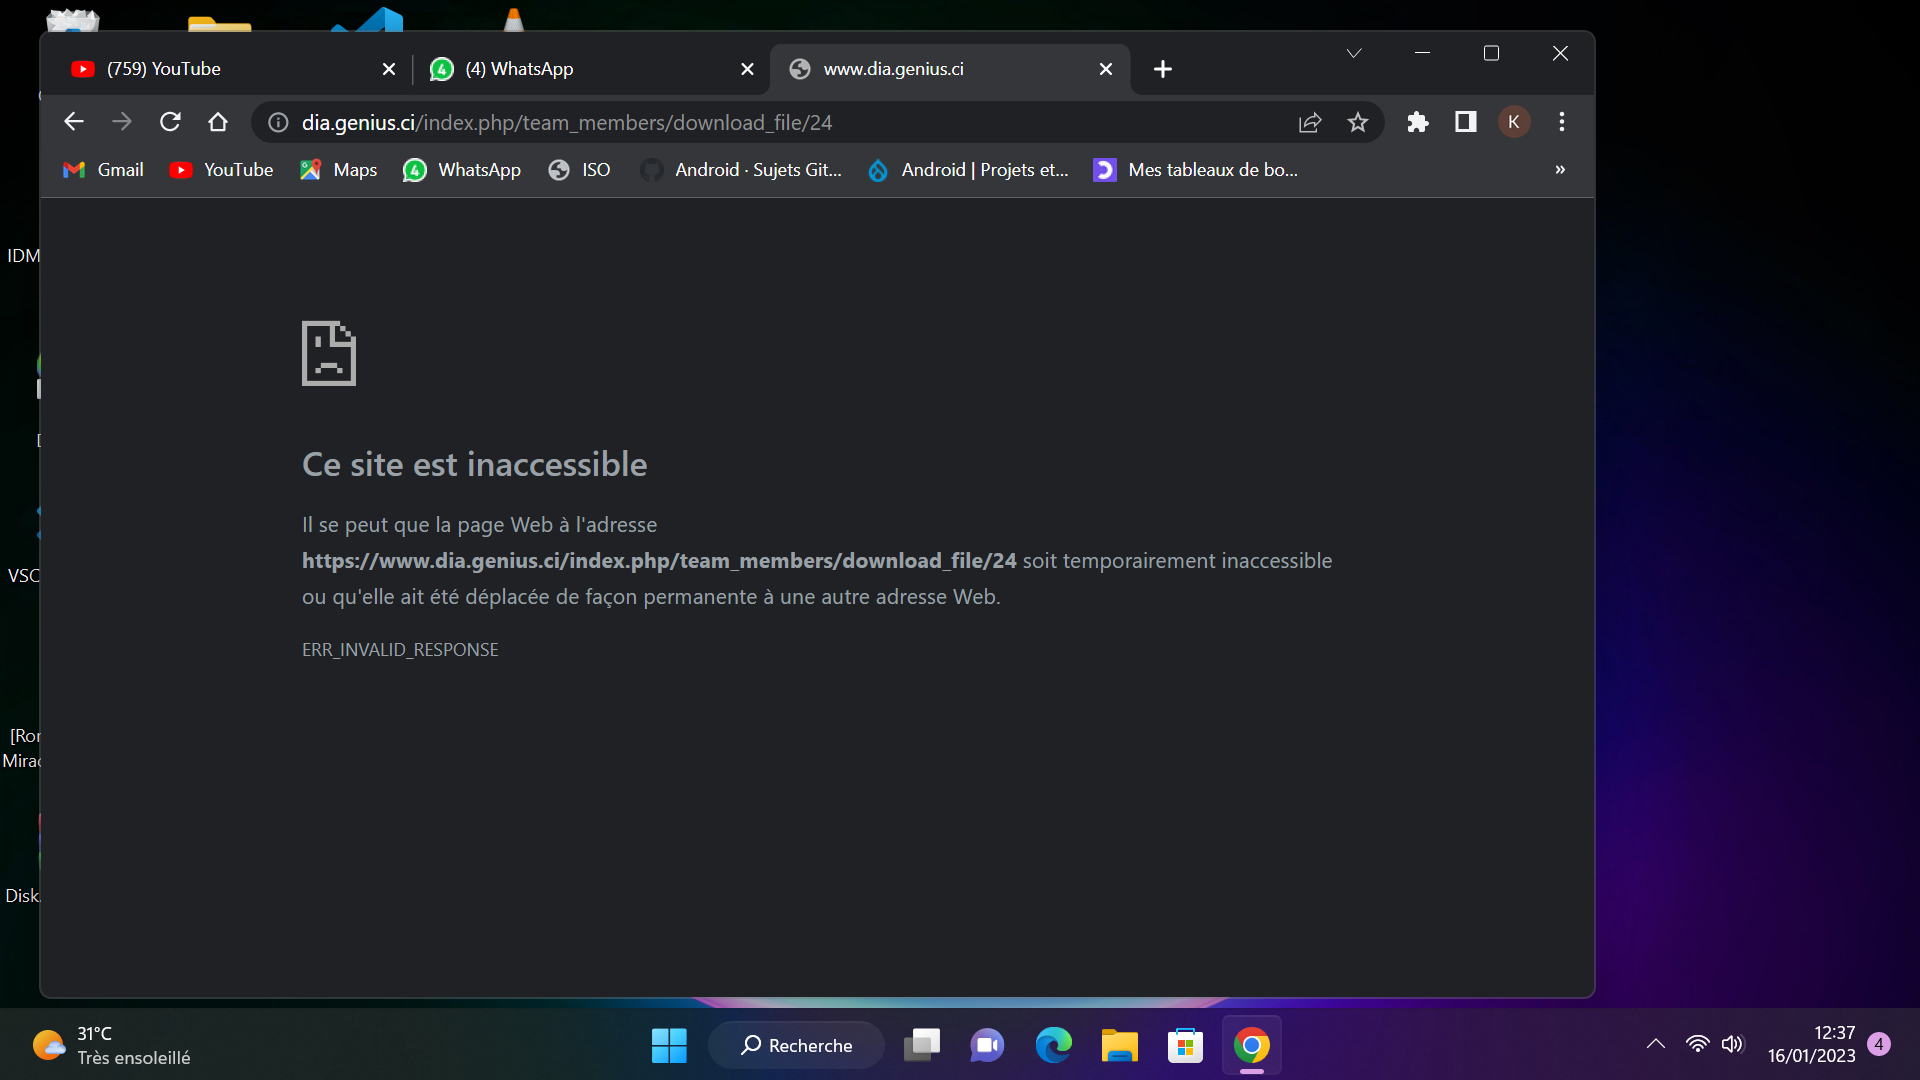 (759) YouTube
(4) WhatsApp
www.dia.genius.ci
dia.genius.ci/index.php/team_members/download_file/24
K
Gmail
YouTube
Maps
4
WhatsApp
ISO
Android · Sujets Git...
Android | Projets et...
Mes tableaux de bo...
»
IDM
Ce site est inaccessible
Il se peut que la page Web à l'adresse
https://www.dia.genius.ci/index.php/team_members/download_file/24 soit temporairement inaccessible
ou qu'elle ait été déplacée de façon permanente à une autre adresse Web.
ERR_INVALID_RESPONSE
Disk
31°C
Très ensoleillé
Recherche
12:37
16/01/2023
4